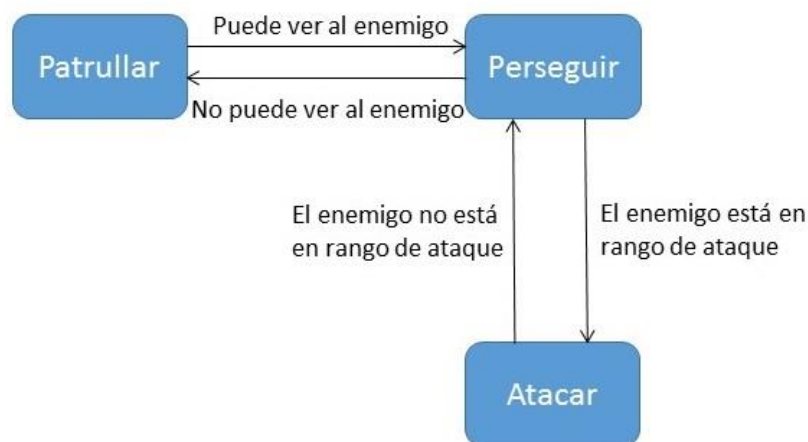 Puede ver al enemigo
Patrullar
Perseguir
No puede ver al enemigo
El enemigo no está
en rango de ataque
El enemigo está en
rango de ataque
Atacar